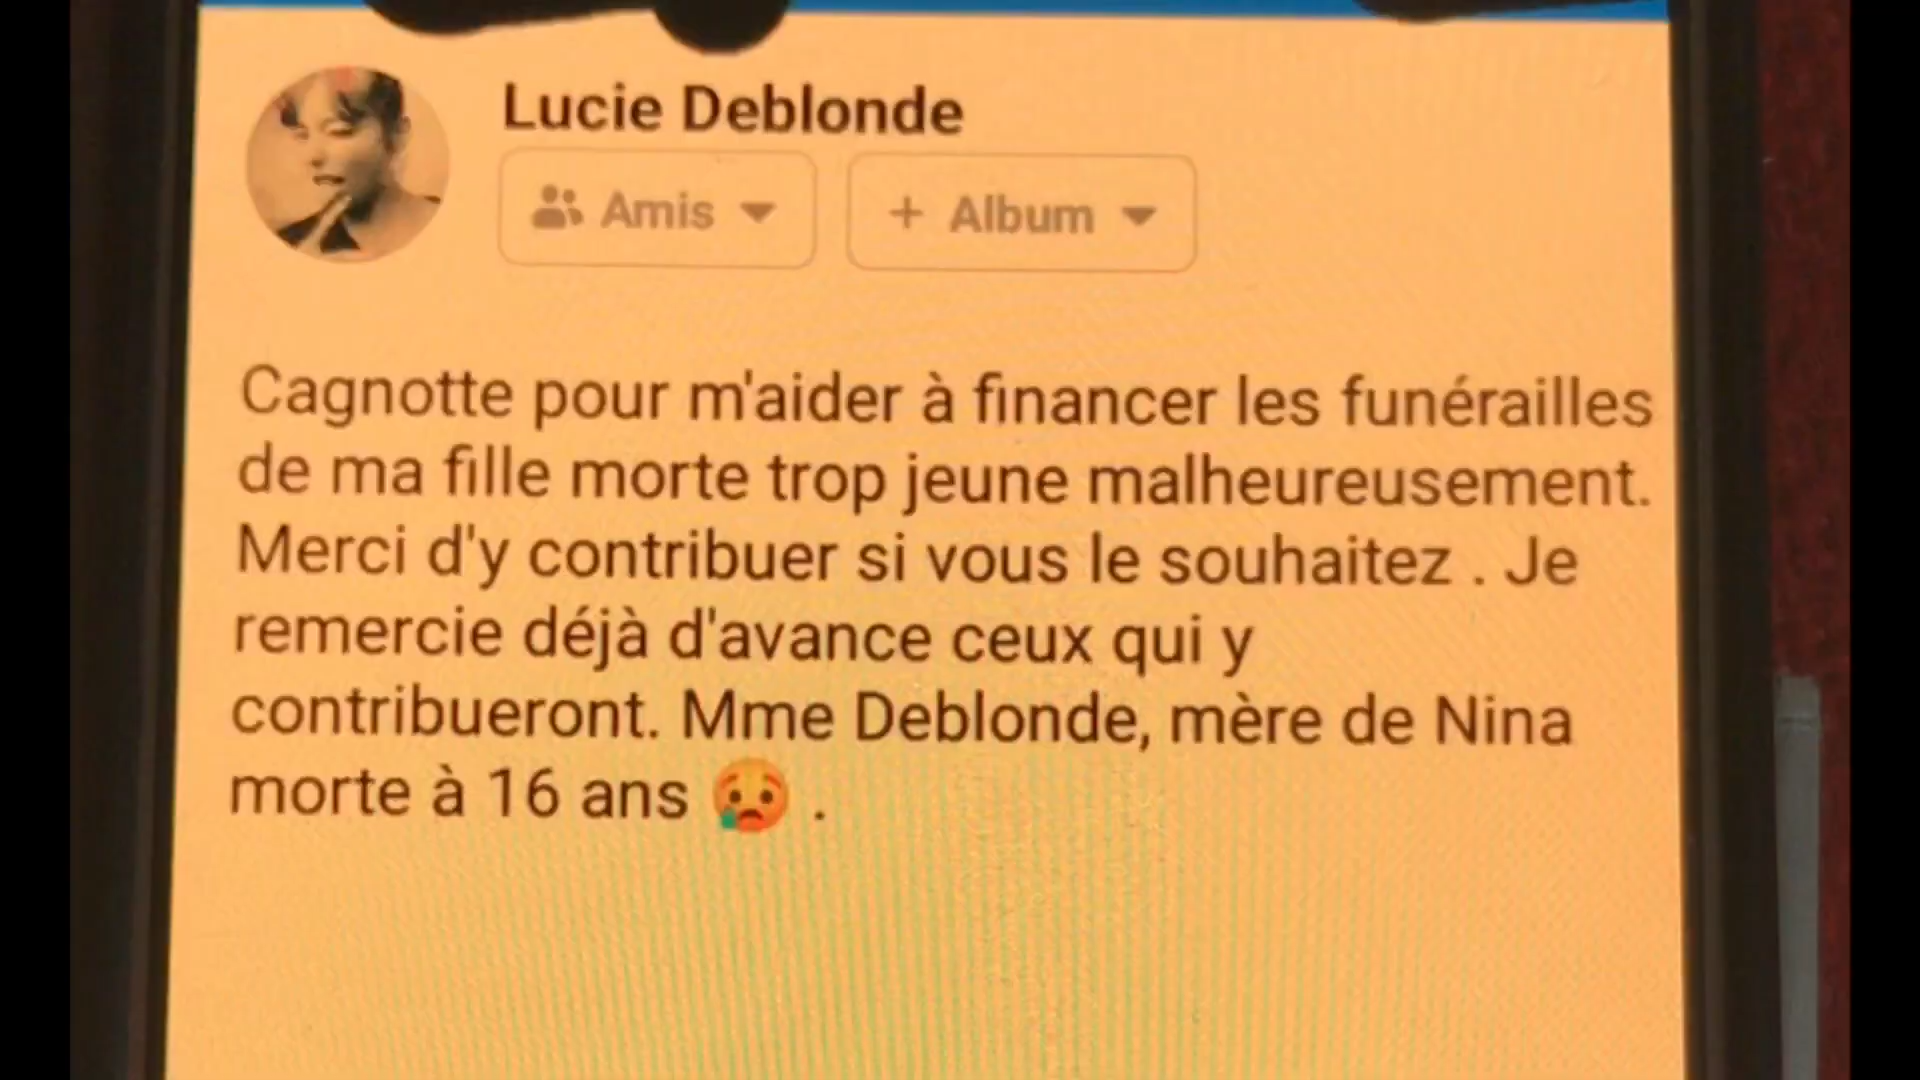 Lucie Deblonde
Amis
+ Album
Cagnotte pour m'aider à financer les funérailles
de ma fille morte trop jeune malheureusement.
Merci d'y contribuer si vous le souhaitez . Je
remercie déjà d'avance ceux qui y
contribueront. Mme Deblonde, mère de Nina
morte à 16 ans 😥 .